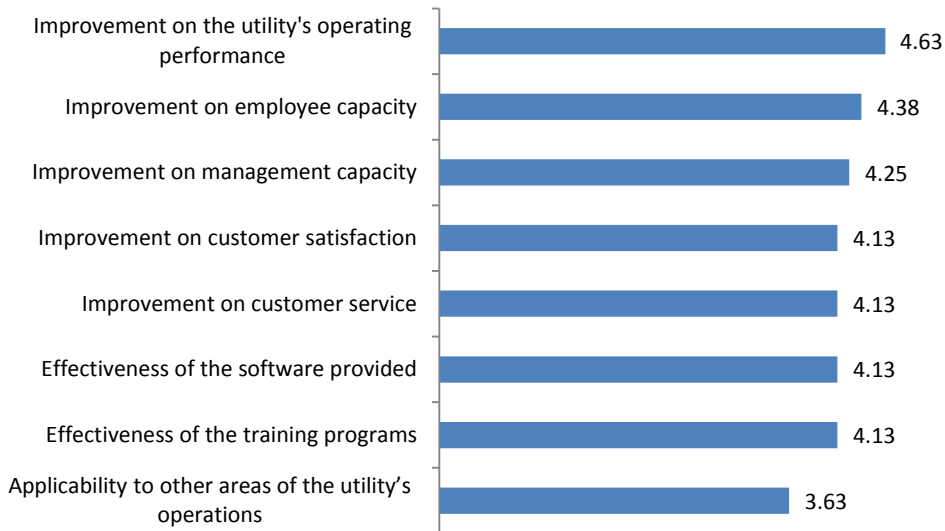 Improvement on the utility's operating
performance
4.63
Improvement on employee capacity
4.38
Improvement on management capacity
4.25
Improvement on customer satisfaction
4.13
Improvement on customer service
4.13
Effectiveness of the software provided
4.13
Effectiveness of the training programs
4.13
Applicability to other areas of the utility’s
operations
3.63